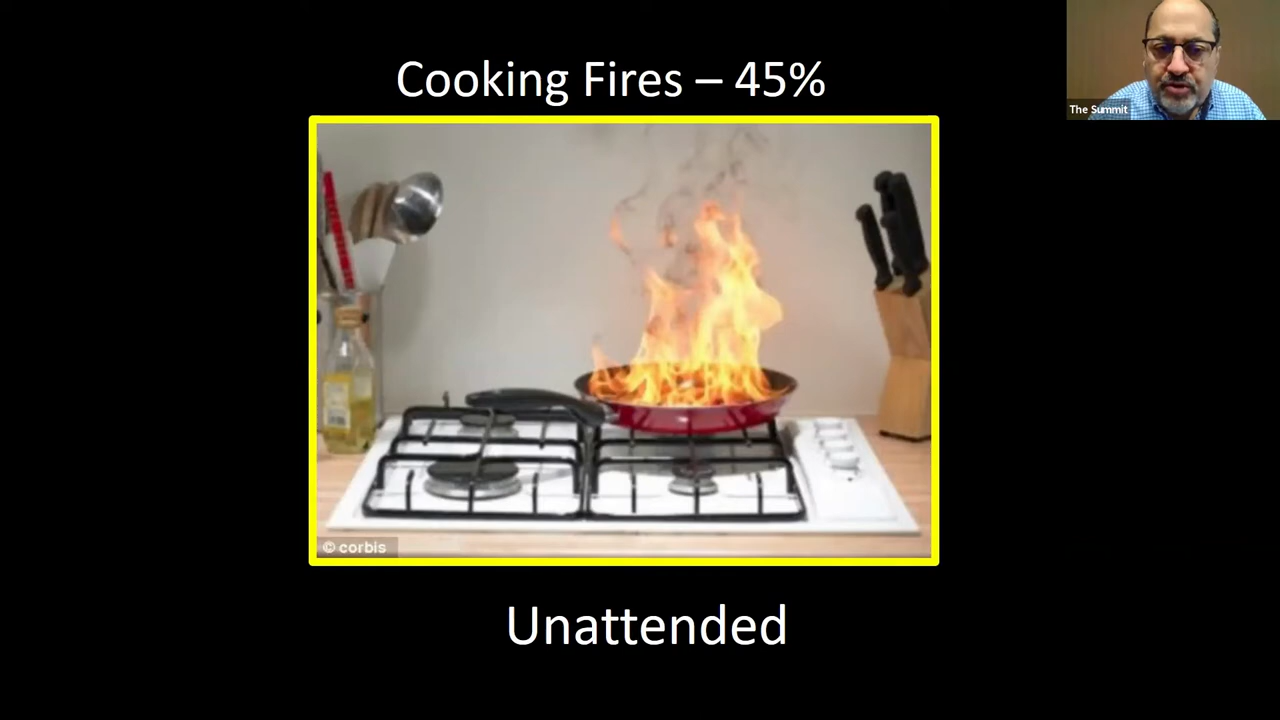 Cooking Fires – 45%
The Summit
© corbis
Unattended